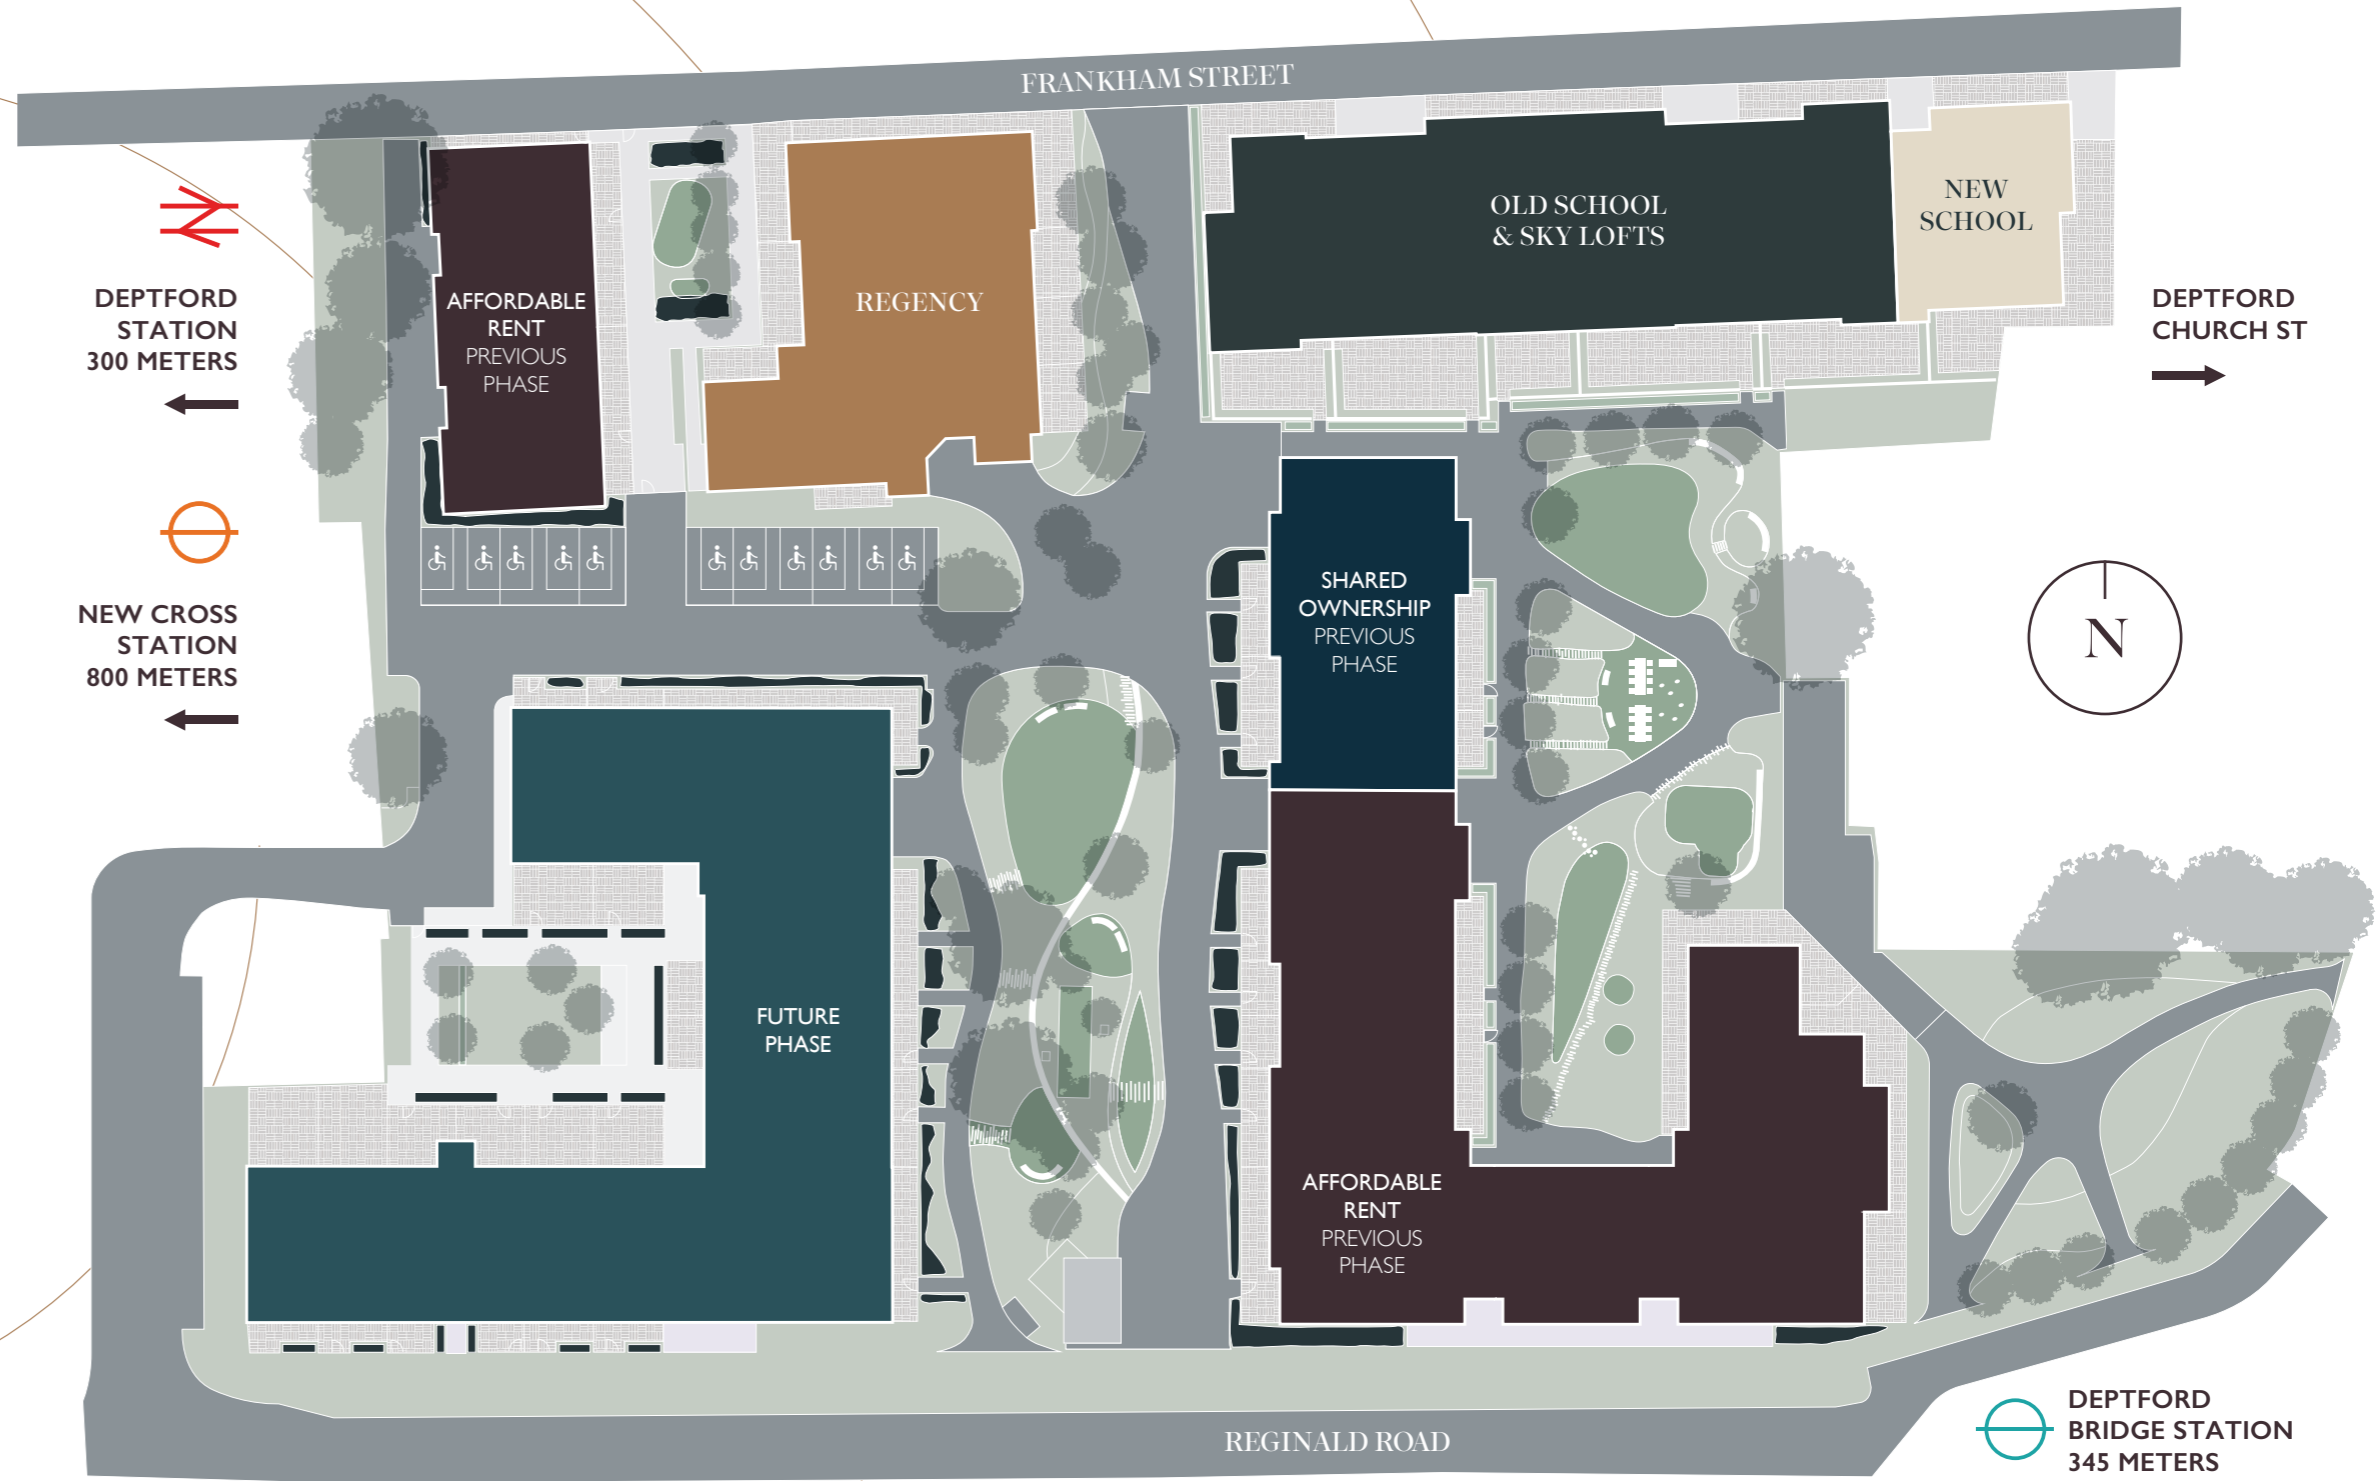 FRANKHAM STREET
DEPTFORD
STATION
300 METERS
AFFORDABLE
RENT
PREVIOUS
PHASE
REGENCY
OLD SCHOOL
& SKY LOFTS
NEW
SCHOOL
DEPTFORD
CHURCH ST
NEW CROSS
STATION
800 METERS
SHARED
OWNERSHIP
PREVIOUS
PHASE
N
FUTURE
PHASE
AFFORDABLE
RENT
PREVIOUS
PHASE
REGINALD ROAD
DEPTFORD
BRIDGE STATION
345 METERS